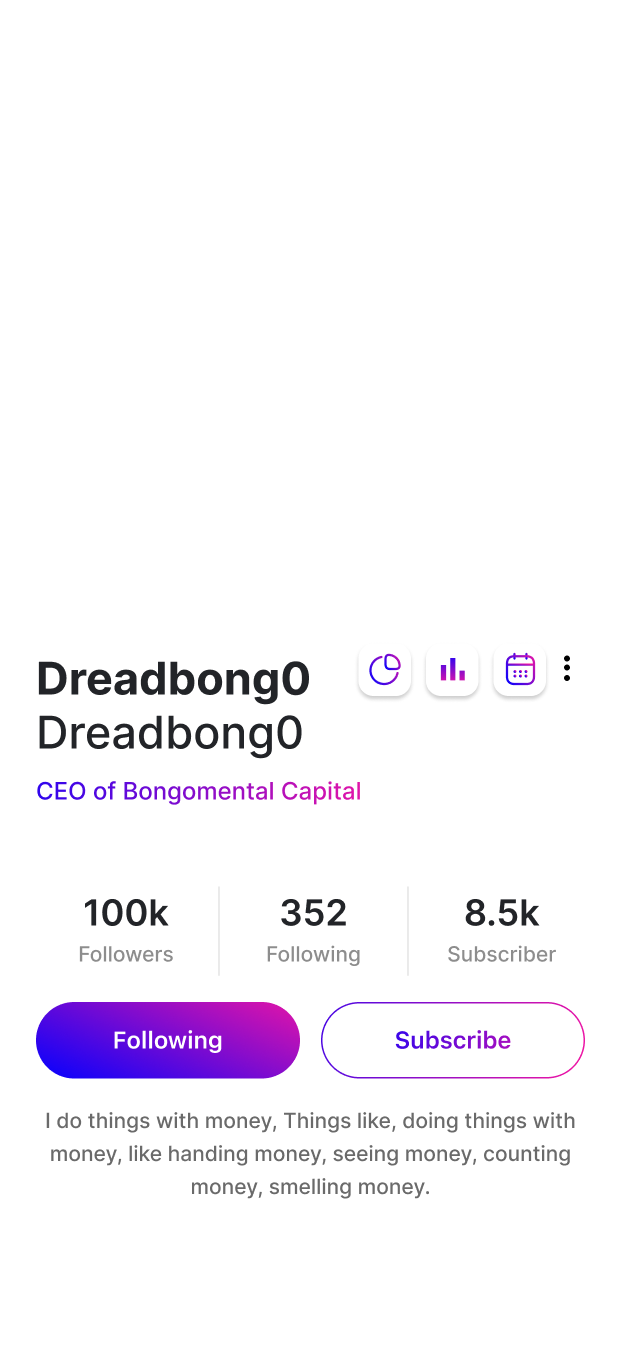 Dreadbong0
Dreadbong0
CEO of Bongomental Capital
100k
Followers
352
Following
8.5k
Subscriber
Following
Subscribe
I do things with money, Things like, doing things with
money, like handing money, seeing money, counting
money, smelling money.